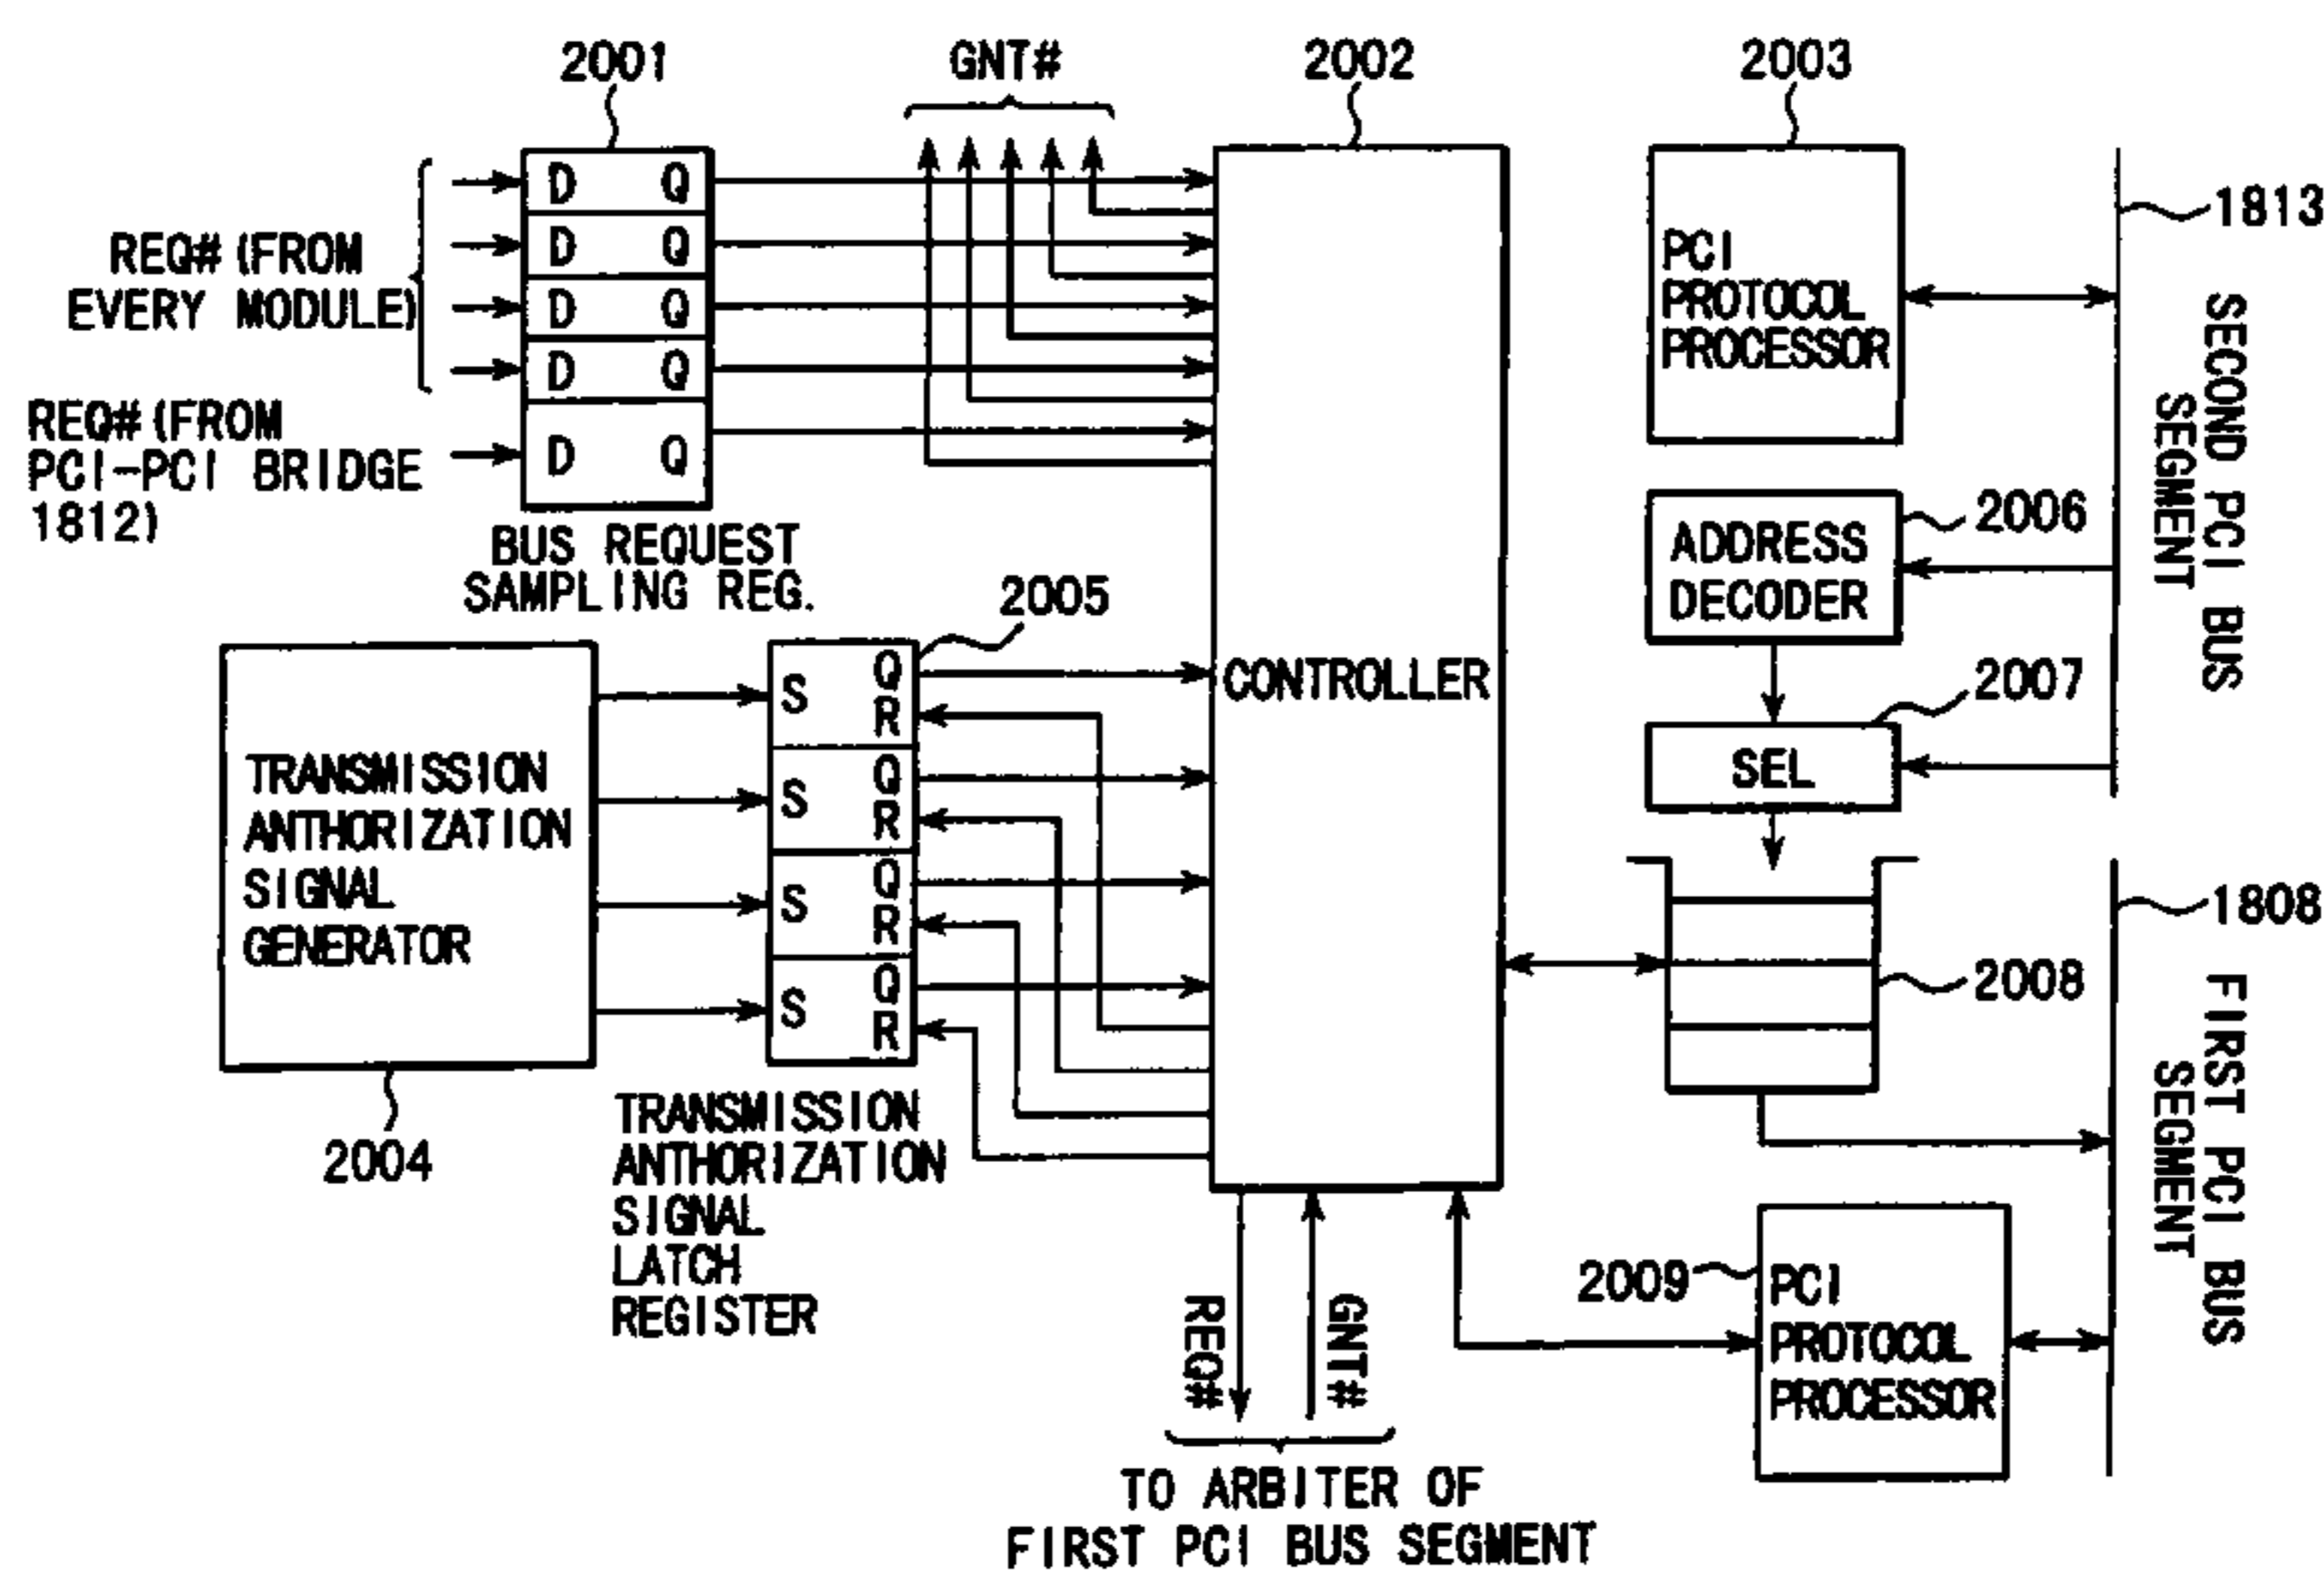 2001
GNT#
2002
2003
D Q
D Q
D Q
D Q
D Q
REQ# (FROM
EVERY MODULE)
REQ# (FROM
PCI-PCI BRIDGE
1812)
BUS REQUEST
SAMPLING REG.
PCI
PROTOCOL
PROCESSOR
1813
SECOND PCI BUS
SEGMENT
ADDRESS
DECODER
2006
2005
CONTROLLER
2007
SEL
TRANSMISSION
ANTHORIZATION
SIGNAL
GENERATOR
2004
S Q
R
S Q
R
S Q
R
S Q
R
TRANSMISSION
ANTHORIZATION
SIGNAL
LATCH
REGISTER
1808
2008
FIRST PCI BUS
SEGMENT
2009
PCI
PROTOCOL
PROCESSOR
REQ#
GNT#
TO ARBITER OF
FIRST PCI BUS SEGMENT